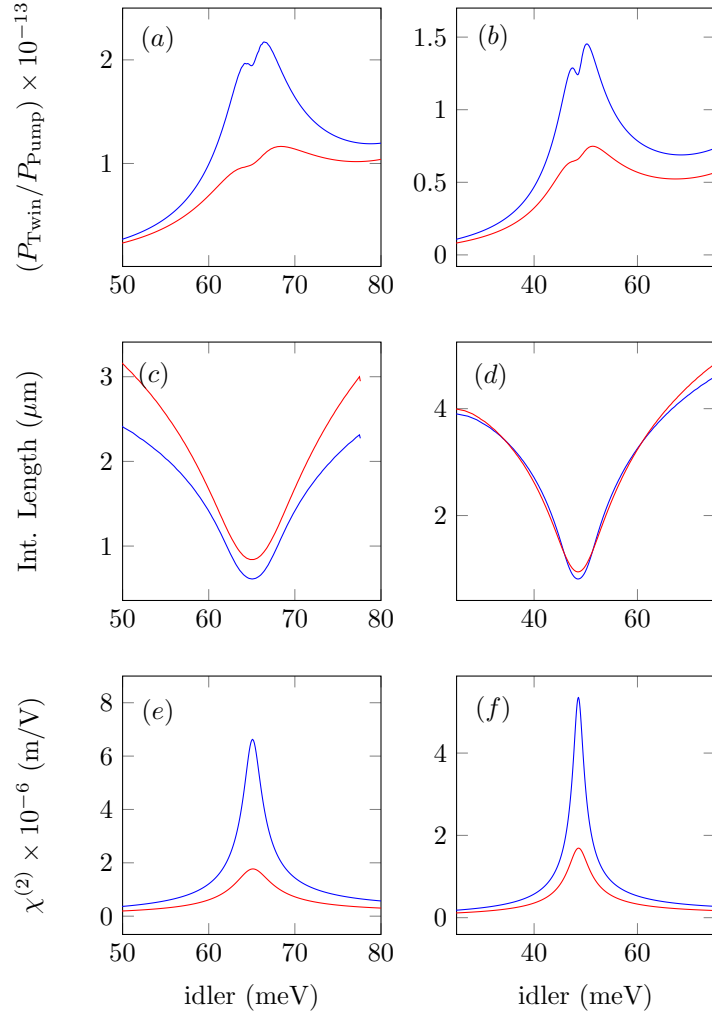 (P_Twin/P_Pump) × 10^−13
(a)
2
1
50 60 70 80
(b)
1.5
1
0.5
0
40 60
Int. Length (μm)
(c)
3
2
1
50 60 70 80
(d)
4
2
40 60
χ^(2) × 10^−6 (m/V)
(e)
8
6
4
2
0
50 60 70 80
idler (meV)
(f)
4
2
0
40 60
idler (meV)